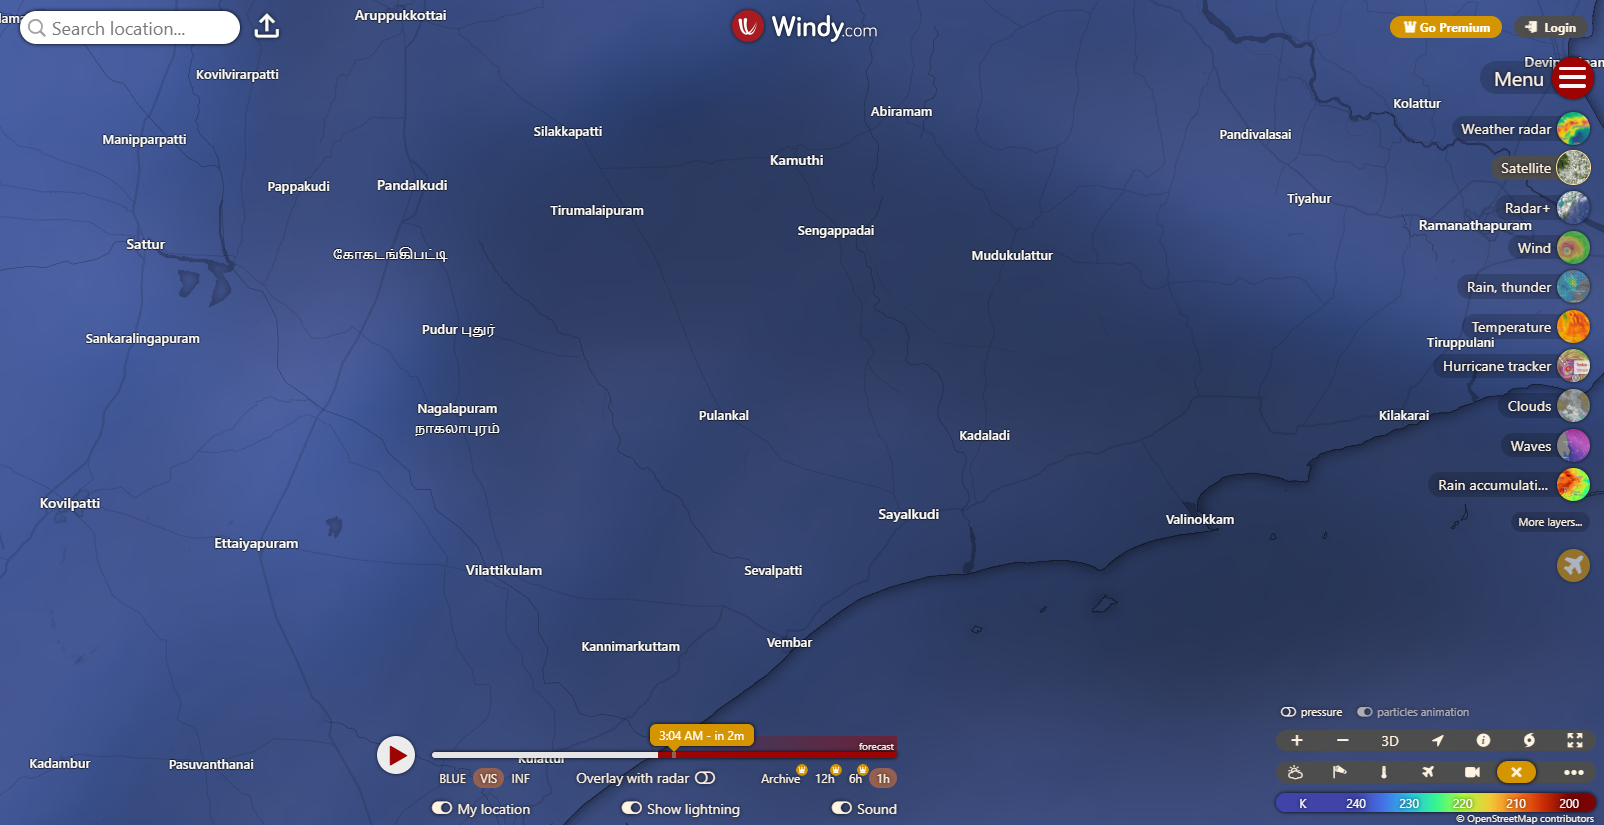 Aruppukkottai
Search location...
Windy.com
Go Premium
Login
Kovilvirarpatti
Menu
Abiramam
Kolattur
Silakkapatti
Pandivalasai
Weather radar
Manipparpatti
Kamuthi
Satellite
Pappakudi
Pandalkudi
Tiyahur
Tirumalaipuram
Radar+
Sengappadai
Ramanathapuram
Sattur
Wind
கோகடங்கிபட்டி
Mudukulattur
Rain, thunder
Pudur புதுர்
Temperature
Sankaralingapuram
Tiruppulani
Hurricane tracker
Nagalapuram
நாகலாபுரம்
Pulankal
Clouds
Kilakarai
Kadaladi
Waves
Rain accumulati...
Kovilpatti
Sayalkudi
Valinokkam
More layers...
Ettaiyapuram
Vilattikulam
Sevalpatti
Kannimarkuttam
Vembar
pressure
particles animation
3:04 AM - in 2m
forecast
3D
Kadambur
Pasuvanthanai
BLUE VIS INF
Overlay with radar
Archive 12h 6h 1h
My location
Show lightning
Sound
K 240 230 220 210 200
© OpenStreetMap contributors